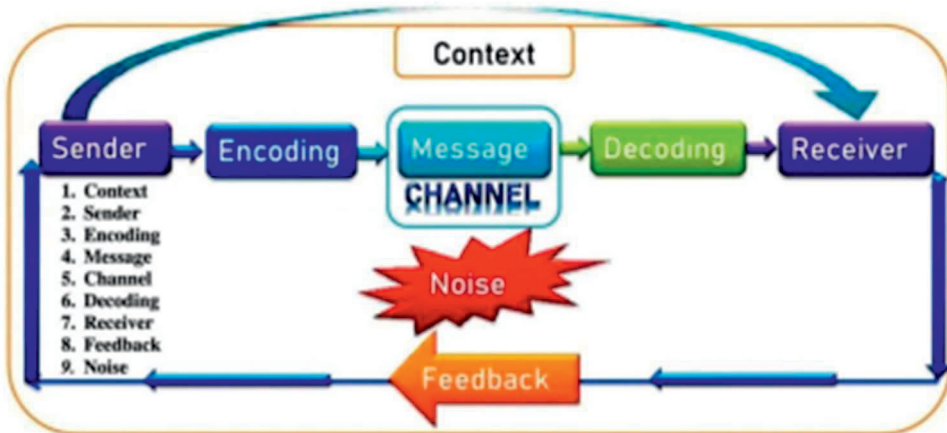 Context
Sender
Encoding
Message
Decoding
Receiver
CHANNEL
1. Context
2. Sender
3. Encoding
4. Message
5. Channel
6. Decoding
7. Receiver
8. Feedback
9. Noise
Noise
Feedback